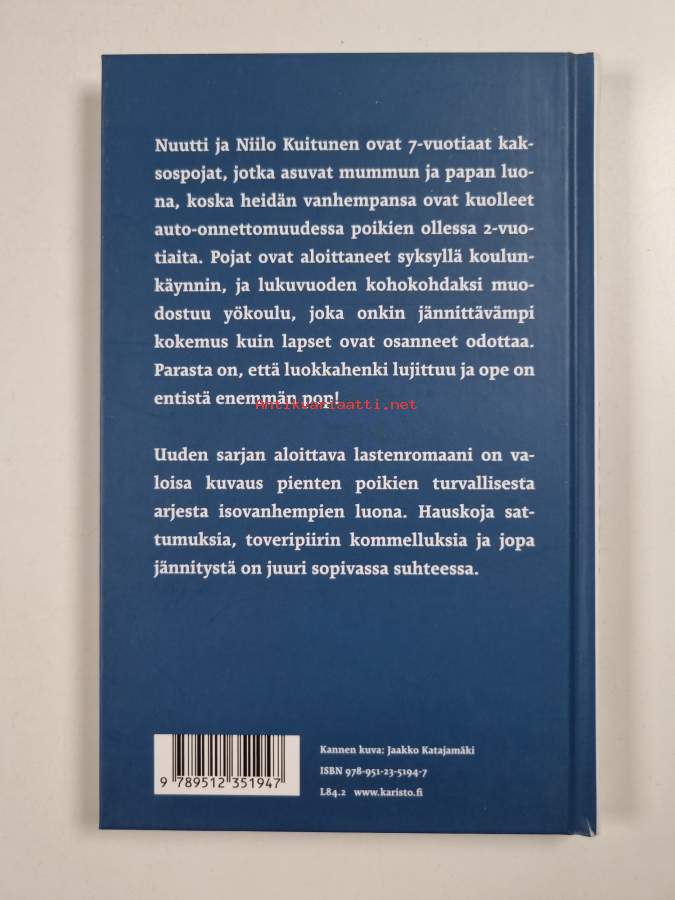 Nuutti ja Niilo Kuitunen ovat 7-vuotiaat kak-
sospojat, jotka asuvat mummun ja papan luo-
na, koska heidän vanhempansa ovat kuolleet
auto-onnettomuudessa poikien ollessa 2-vuo-
tiaita. Pojat ovat aloittaneet syksyllä koulun-
käynnin, ja lukuvuoden kohokohdaksi muo-
dostuu yökoulu, joka onkin jännittävämpi
kokemus kuin lapset ovat osanneet odottaa.
Parasta on, että luokkahenki lujittuu ja ope on
entistä enemmän pop!
Antikvariaatti.net
Uuden sarjan aloittava lastenromaani on va-
loisa kuvaus pienten poikien turvallisesta
arjesta isovanhempien luona. Hauskoja sat-
tumuksia, toveripiirin kommelluksia ja jopa
jännitystä on juuri sopivassa suhteessa.
9 789512 351947
Kannen kuva: Jaakko Katajamäki
ISBN 978-951-23-5194-7
L84.2 www.karisto.fi